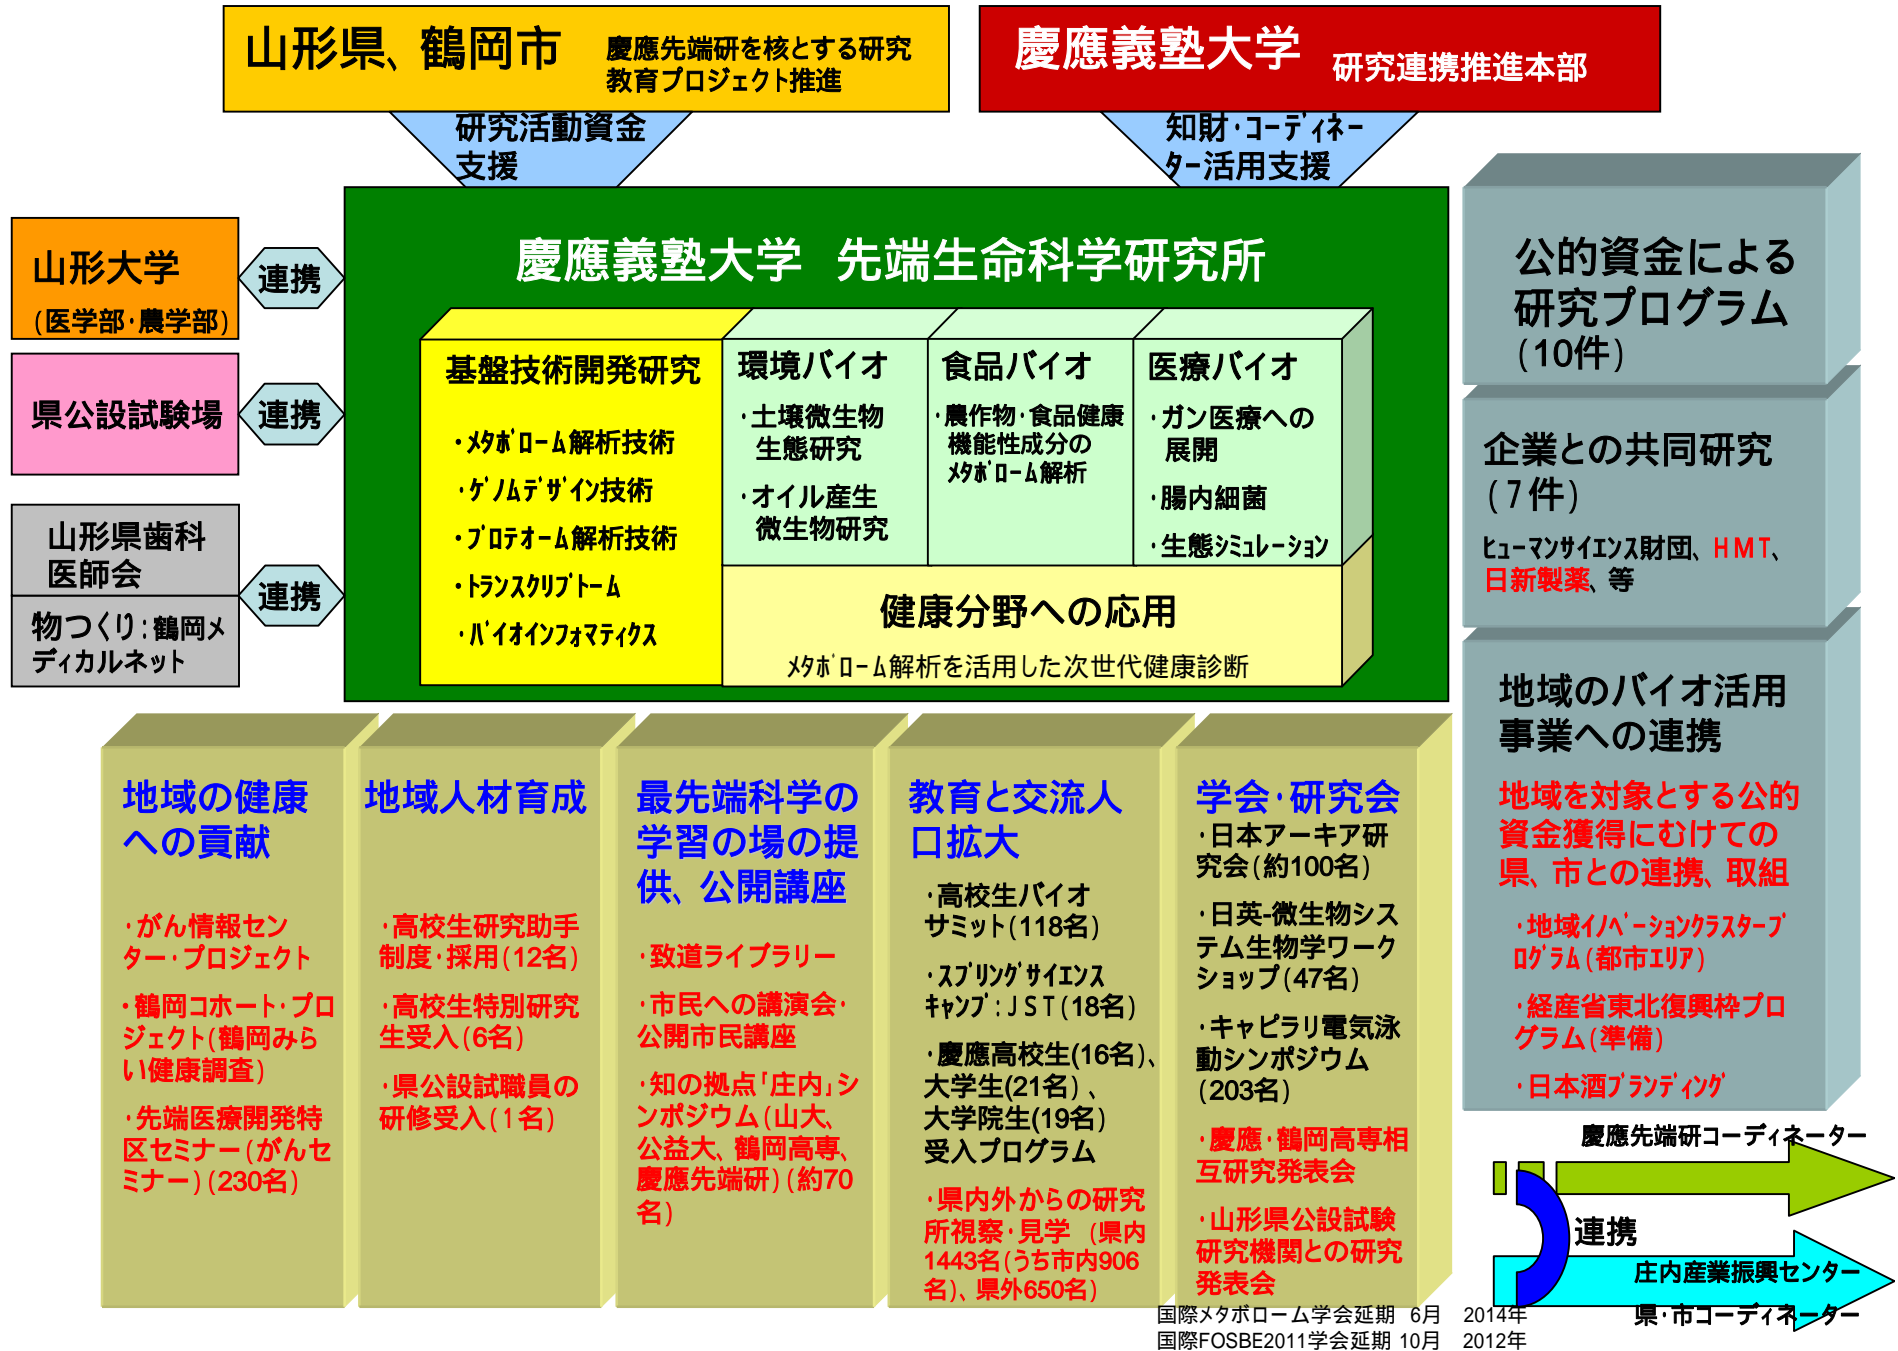 山形県、鶴岡市
慶應先端研を核とする研究
教育プロジェクト推進
慶應義塾大学
研究連携推進本部
研究活動資金
支援
知財・コーディネー
ター活用支援
慶應義塾大学 先端生命科学研究所
山形大学
(医学部・農学部)
連携
県公設試験場
連携
山形県歯科
医師会
物つくり:鶴岡メ
ディカルネット
連携
基盤技術開発研究
・メタボローム解析技術
・ゲノムデザイン技術
・プロテオーム解析技術
・トランスクリプトーム
・バイオインフォマティクス
環境バイオ
・土壌微生物
生態研究
・オイル産生
微生物研究
食品バイオ
・農作物・食品健康
機能性成分の
メタボローム解析
医療バイオ
・ガン医療への
展開
・腸内細菌
・生態シミュレーション
健康分野への応用
メタボローム解析を活用した次世代健康診断
公的資金による
研究プログラム
(10件)
企業との共同研究
(7件)
ヒューマンサイエンス財団、HMT、
日新製薬、等
地域のバイオ活用
事業への連携
地域を対象とする公的
資金獲得にむけての
県、市との連携、取組
・地域イノベーションクラスタープ
ログラム(都市エリア)
・経産省東北復興枠プロ
グラム(準備)
・日本酒ブランディング
地域の健康
への貢献
・がん情報セン
ター・プロジェクト
・鶴岡コホート・プロ
ジェクト(鶴岡みら
い健康調査)
・先端医療開発特
区セミナー(がんセ
ミナー)(230名)
地域人材育成
・高校生研究助手
制度・採用(12名)
・高校生特別研究
生受入(6名)
・県公設試職員の
研修受入(1名)
最先端科学の
学習の場の提
供、公開講座
・致道ライブラリー
・市民への講演会・
公開市民講座
・知の拠点「庄内」シ
ンポジウム(山大、
公益大、鶴岡高専、
慶應先端研)(約70
名)
教育と交流人
口拡大
・高校生バイオ
サミット(118名)
・スプリングサイエンス
キャンプ:JST(18名)
・慶應高校生(16名)、
大学生(21名)、
大学院生(19名)
受入プログラム
・県内外からの研究
所視察・見学 (県内
1443名(うち市内906
名)、県外650名)
学会・研究会
・日本アーキア研
究会(約100名)
・日英-微生物シス
テム生物学ワーク
ショップ(47名)
・キャピラリ電気泳
動シンポジウム
(203名)
・慶應・鶴岡高専相
互研究発表会
・山形県公設試験
研究機関との研究
発表会
慶應先端研コーディネーター
連携
庄内産業振興センター
県・市コーディネーター
国際メタボローム学会延期 6月 2014年
国際FOSBE2011学会延期 10月 2012年